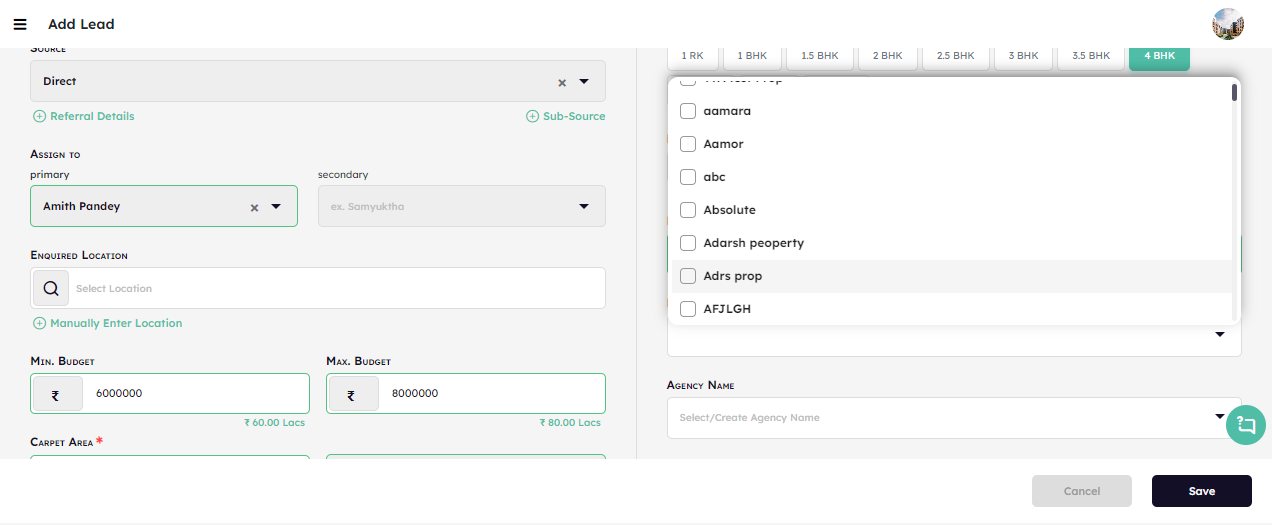 Add Lead
Source
Direct
Referral Details
Sub-Source
Assign to
primary
secondary
Amith Pandey
ex. Samyuktha
Enquired Location
Select Location
Manually Enter Location
Min. Budget
Max. Budget
₹ 6000000
₹ 8000000
₹ 60.00 Lacs
₹ 80.00 Lacs
Carpet Area *
1 RK
1 BHK
1.5 BHK
2 BHK
2.5 BHK
3 BHK
3.5 BHK
4 BHK
aamara
Aamor
abc
Absolute
Adarsh peoperty
Adrs prop
AFJLGH
Agency Name
Select/Create Agency Name
Cancel
Save